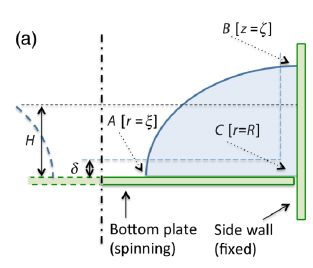 (a)
B [z=ζ]
H
A [r=ξ]
C [r=R]
δ
Bottom plate
(spinning)
Side wall
(fixed)